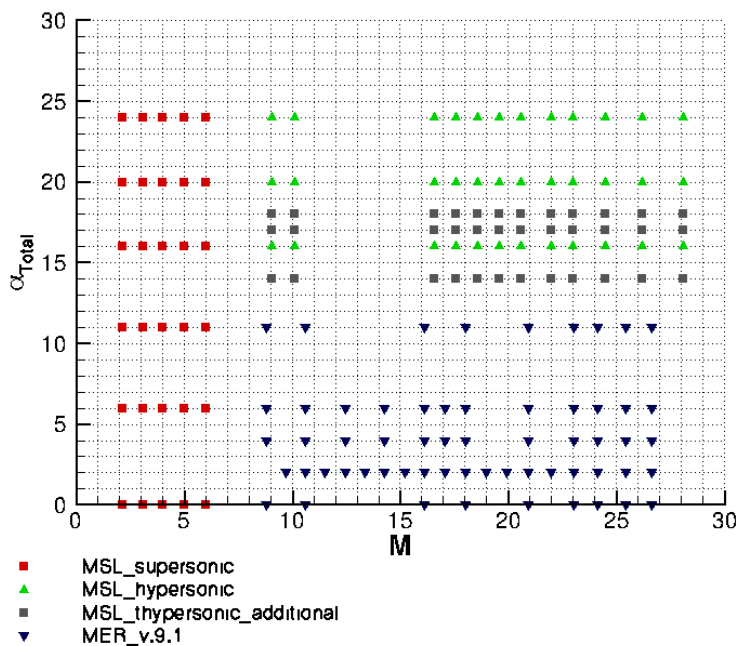 30
25
20
15
10
5
0
αTotal
0 5 10 15 20 25 30
M
MSL_supersonic
MSL_hypersonic
MSL_thypersonic_additional
MER_v.9.1